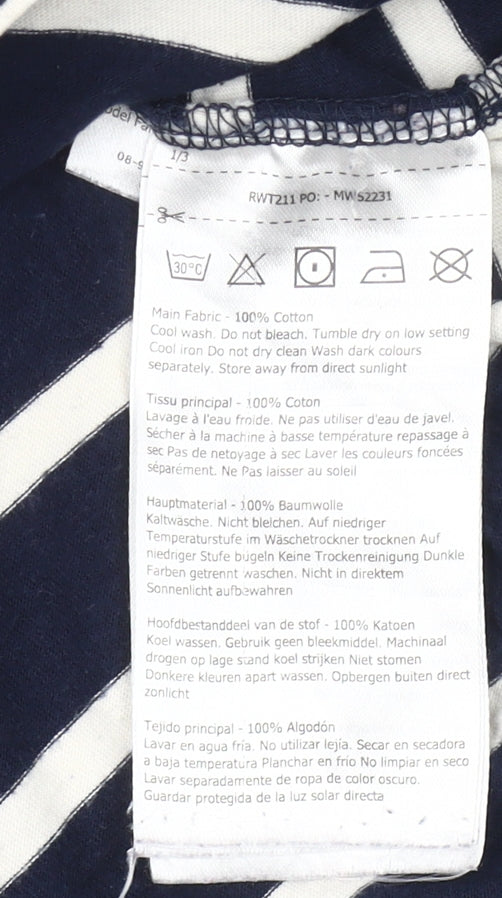 1/3
08-9
RWT211 PO: - MWS2231
30°C
Main Fabric - 100% Cotton
Cool wash. Do not bleach. Tumble dry on low setting
Cool iron Do not dry clean Wash dark colours
separately. Store away from direct sunlight
Tissu principal - 100% Coton
Lavage à l'eau froide. Ne pas utiliser d'eau de javel.
Sécher à la machine à basse température repassage à
sec Pas de netoyage à sec Laver les couleurs foncées
séparément. Ne Pas laisser au soleil
Hauptmaterial - 100% Baumwolle
Kaltwäsche. Nicht bleichen. Auf niedriger
Temperaturstufe im Wäschetrockner trocknen Auf
niedriger Stufe bügeln Keine Trockenreinigung Dunkle
Farben getrennt waschen. Nicht in direktem
Sonnenlicht aufbewahren
Hoofdbestanddeel van de stof - 100% Katoen
Koel wassen. Gebruik geen bleekmiddel. Machinaal
drogen op lage stand koel strijken Niet stomen
Donkere kleuren apart wassen. Opbergen buiten direct
zonlicht
Tejido principal - 100% Algodón
Lavar en agua fría. No utilizar lejía. Secar en secadora
a baja temperatura Planchar en frío No limpiar en seco
Lavar separadamente de ropa de color oscuro.
Guardar protegida de la luz solar directa